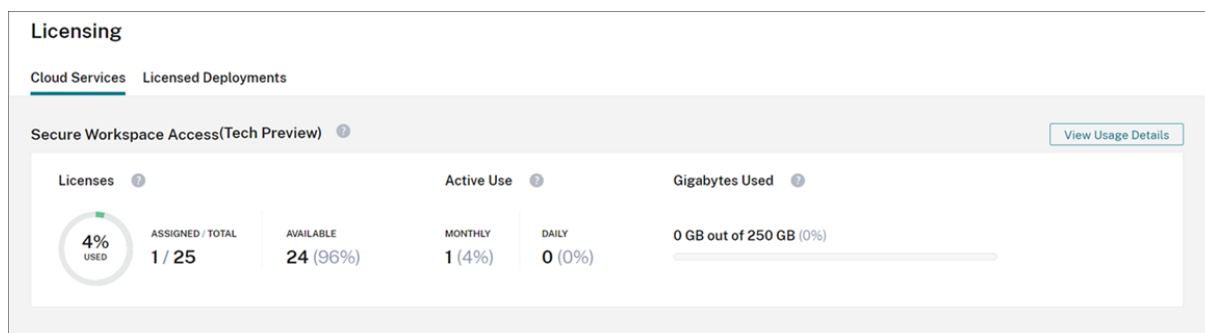 Licensing
Cloud Services Licensed Deployments
Secure Workspace Access(Tech Preview) ?
View Usage Details
Licenses ?
Active Use ?
Gigabytes Used ?
4%
USED
ASSIGNED / TOTAL
1 / 25
AVAILABLE
24 (96%)
MONTHLY
1 (4%)
DAILY
0 (0%)
0 GB out of 250 GB (0%)